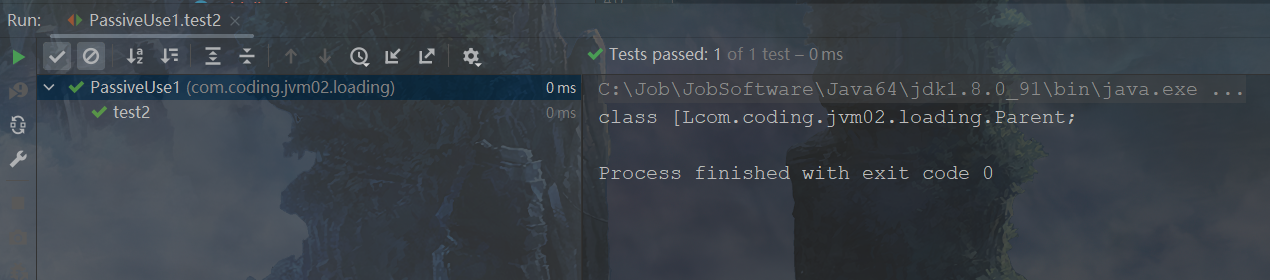 Run: PassiveUse1.test2 ×
Tests passed: 1 of 1 test – 0 ms
PassiveUse1 (com.coding.jvm02.loading) 0 ms
test2 0 ms
C:\Job\JobSoftware\Java64\jdk1.8.0_91\bin\java.exe ...
class [Lcom.coding.jvm02.loading.Parent;
Process finished with exit code 0